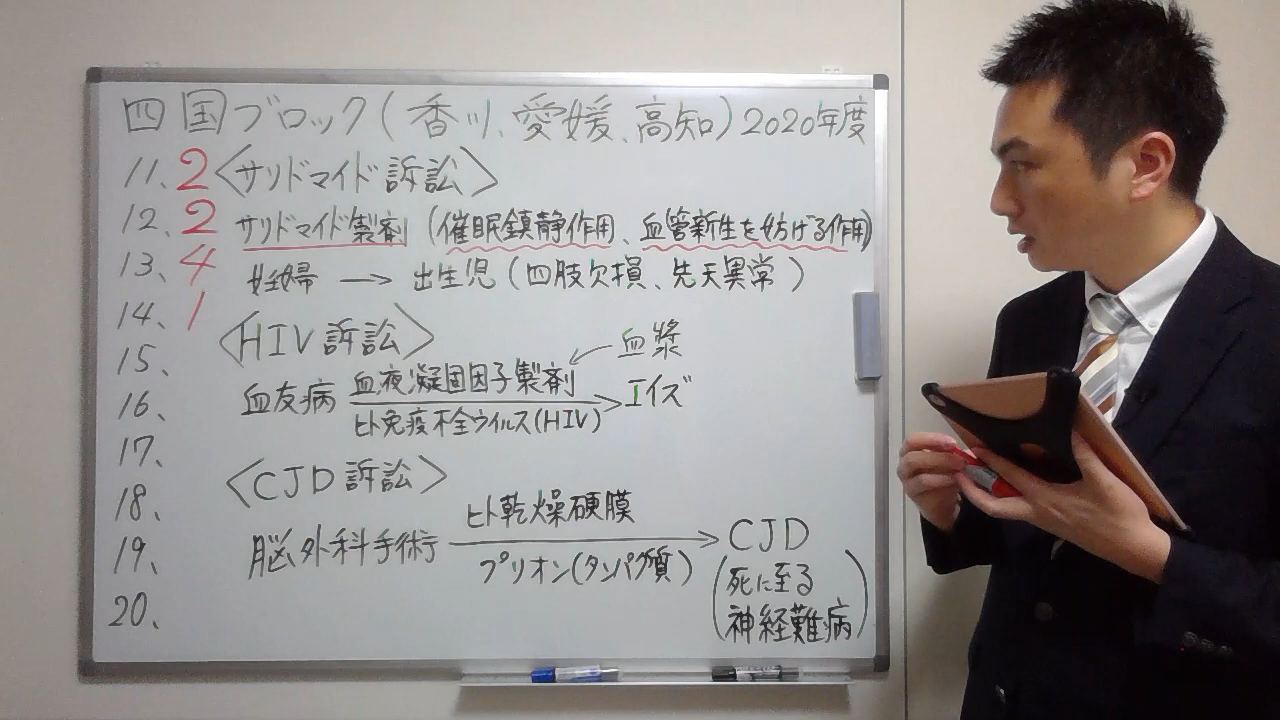 四国ブロック(香川、愛媛、高知)2020年度
11、2 〈サリドマイド訴訟〉
12、2 サリドマイド製剤(催眠鎮静作用、血管新生を妨げる作用)
13、4 妊婦 → 出生児(四肢欠損、先天異常)
14、1 〈HIV訴訟〉
血漿
15、
血液凝固因子製剤
16、血友病 → エイズ
ヒト免疫不全ウイルス(HIV)
17、
〈CJD訴訟〉
18、
ヒト乾燥硬膜
19、脳外科手術 → CJD
プリオン(タンパク質)
(死に至る
20、
神経難病)